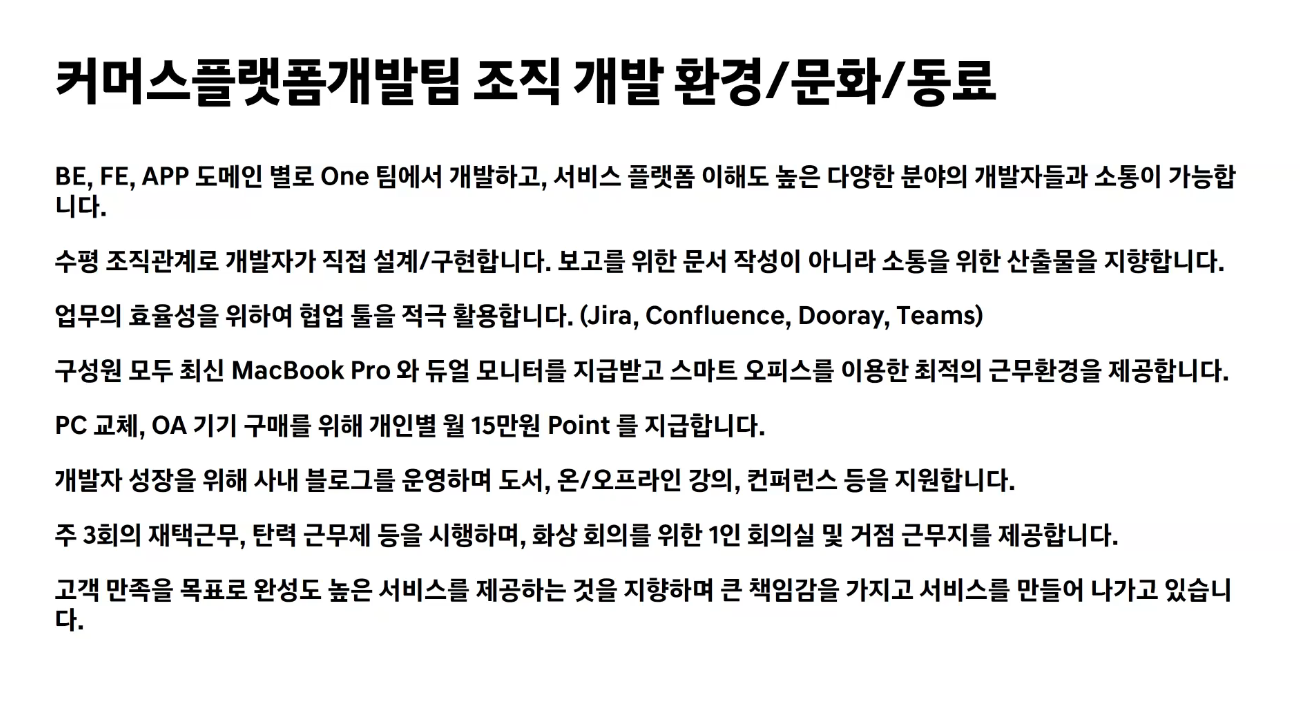 커머스플랫폼개발팀 조직 개발 환경/문화/동료
BE, FE, APP 도메인 별로 One 팀에서 개발하고, 서비스 플랫폼 이해도 높은 다양한 분야의 개발자들과 소통이 가능합
니다.
수평 조직관계로 개발자가 직접 설계/구현합니다. 보고를 위한 문서 작성이 아니라 소통을 위한 산출물을 지향합니다.
업무의 효율성을 위하여 협업 툴을 적극 활용합니다. (Jira, Confluence, Dooray, Teams)
구성원 모두 최신 MacBook Pro 와 듀얼 모니터를 지급받고 스마트 오피스를 이용한 최적의 근무환경을 제공합니다.
PC 교체, OA 기기 구매를 위해 개인별 월 15만원 Point 를 지급합니다.
개발자 성장을 위해 사내 블로그를 운영하며 도서, 온/오프라인 강의, 컨퍼런스 등을 지원합니다.
주 3회의 재택근무, 탄력 근무제 등을 시행하며, 화상 회의를 위한 1인 회의실 및 거점 근무지를 제공합니다.
고객 만족을 목표로 완성도 높은 서비스를 제공하는 것을 지향하며 큰 책임감을 가지고 서비스를 만들어 나가고 있습니
다.